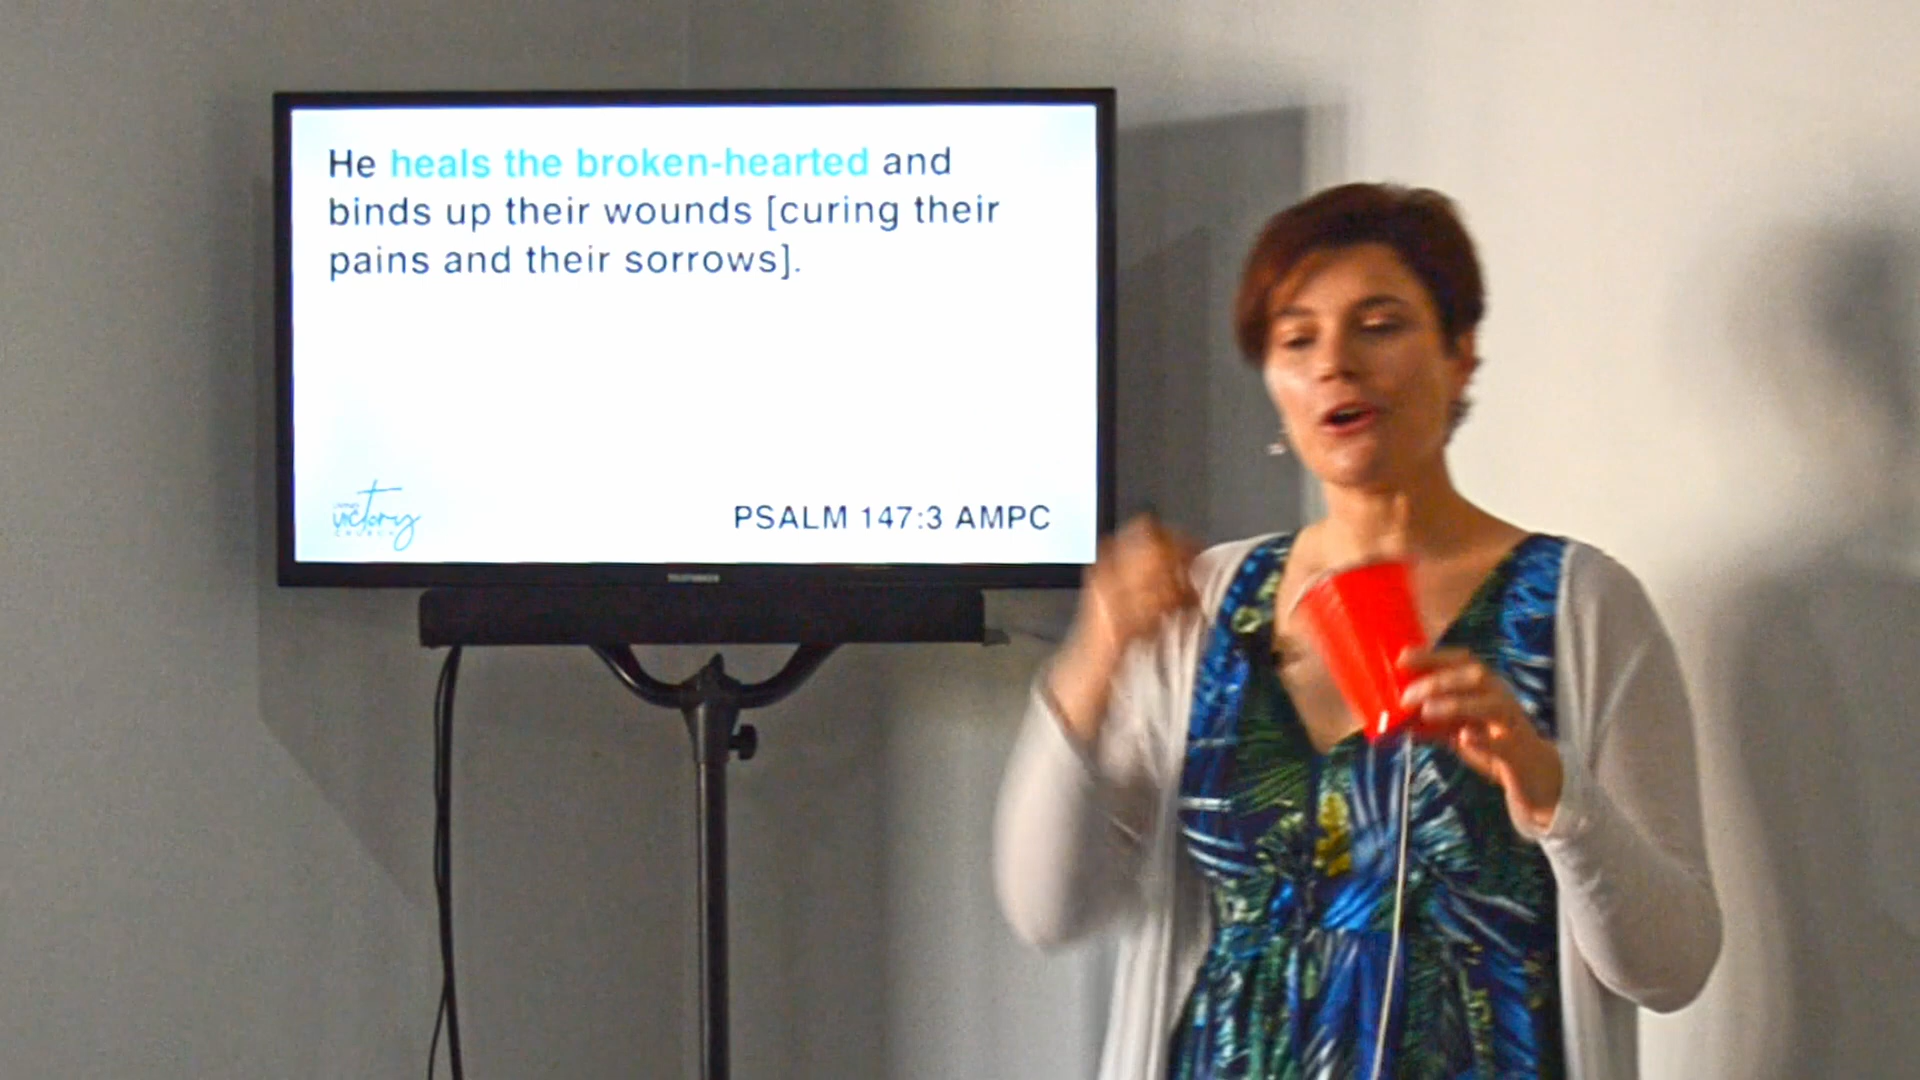 He heals the broken-hearted and
binds up their wounds [curing their
pains and their sorrows].
victory
CHURCH
PSALM 147:3 AMPC